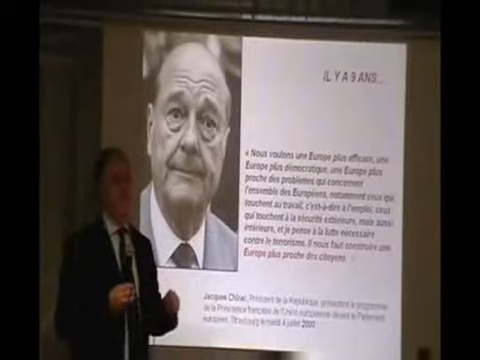 IL Y A 9 ANS...
« Nous voulons une Europe plus efficace, une
Europe plus démocratique, une Europe plus
proche des problèmes qui concernent
l'ensemble des Européens, notamment ceux qui
touchent au travail, c'est-à-dire à l'emploi, ceux
qui touchent à la sécurité extérieure, mais aussi
intérieure, et je pense à la lutte nécessaire
contre le terrorisme. Il nous faut construire une
Europe plus proche des citoyens.
Jacques Chirac, Président de la République, présentant le programme
de la Présidence française de l'Union européenne devant le Parlement
européen, Strasbourg le mardi 4 juillet 2000